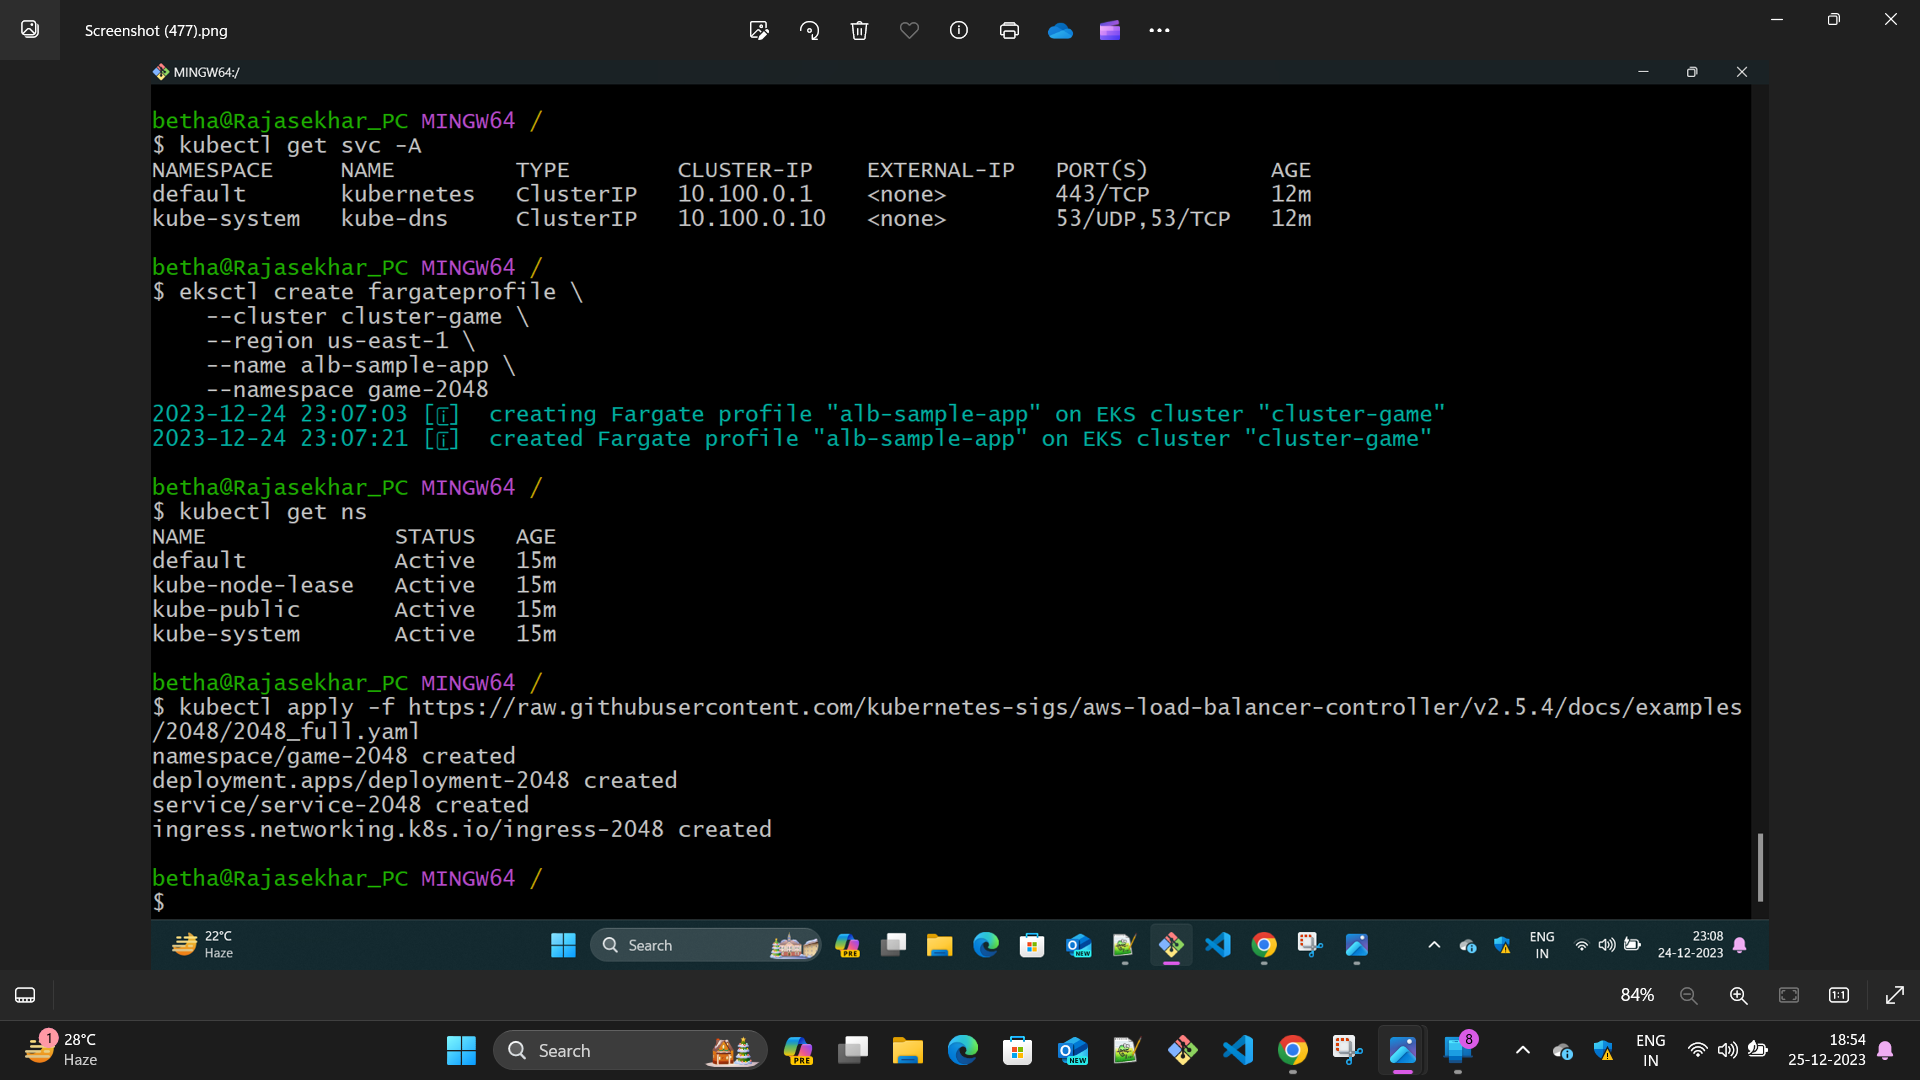 Screenshot (477).png
MINGW64:/
betha@Rajasekhar_PC MINGW64 /
$ kubectl get svc -A
NAMESPACE     NAME         TYPE        CLUSTER-IP    EXTERNAL-IP   PORT(S)         AGE
default       kubernetes   ClusterIP   10.100.0.1    <none>        443/TCP         12m
kube-system   kube-dns     ClusterIP   10.100.0.10   <none>        53/UDP,53/TCP   12m
betha@Rajasekhar_PC MINGW64 /
$ eksctl create fargateprofile \
    --cluster cluster-game \
    --region us-east-1 \
    --name alb-sample-app \
    --namespace game-2048
2023-12-24 23:07:03 [i]  creating Fargate profile "alb-sample-app" on EKS cluster "cluster-game"
2023-12-24 23:07:21 [i]  created Fargate profile "alb-sample-app" on EKS cluster "cluster-game"
betha@Rajasekhar_PC MINGW64 /
$ kubectl get ns
NAME              STATUS   AGE
default           Active   15m
kube-node-lease   Active   15m
kube-public       Active   15m
kube-system       Active   15m
betha@Rajasekhar_PC MINGW64 /
$ kubectl apply -f https://raw.githubusercontent.com/kubernetes-sigs/aws-load-balancer-controller/v2.5.4/docs/examples
/2048/2048_full.yaml
namespace/game-2048 created
deployment.apps/deployment-2048 created
service/service-2048 created
ingress.networking.k8s.io/ingress-2048 created
betha@Rajasekhar_PC MINGW64 /
$
22°C
Haze
Search
PRE
NEW
ENG
IN
23:08
24-12-2023
84%
1:1
1
28°C
Haze
Search
PRE
NEW
8
ENG
IN
18:54
25-12-2023